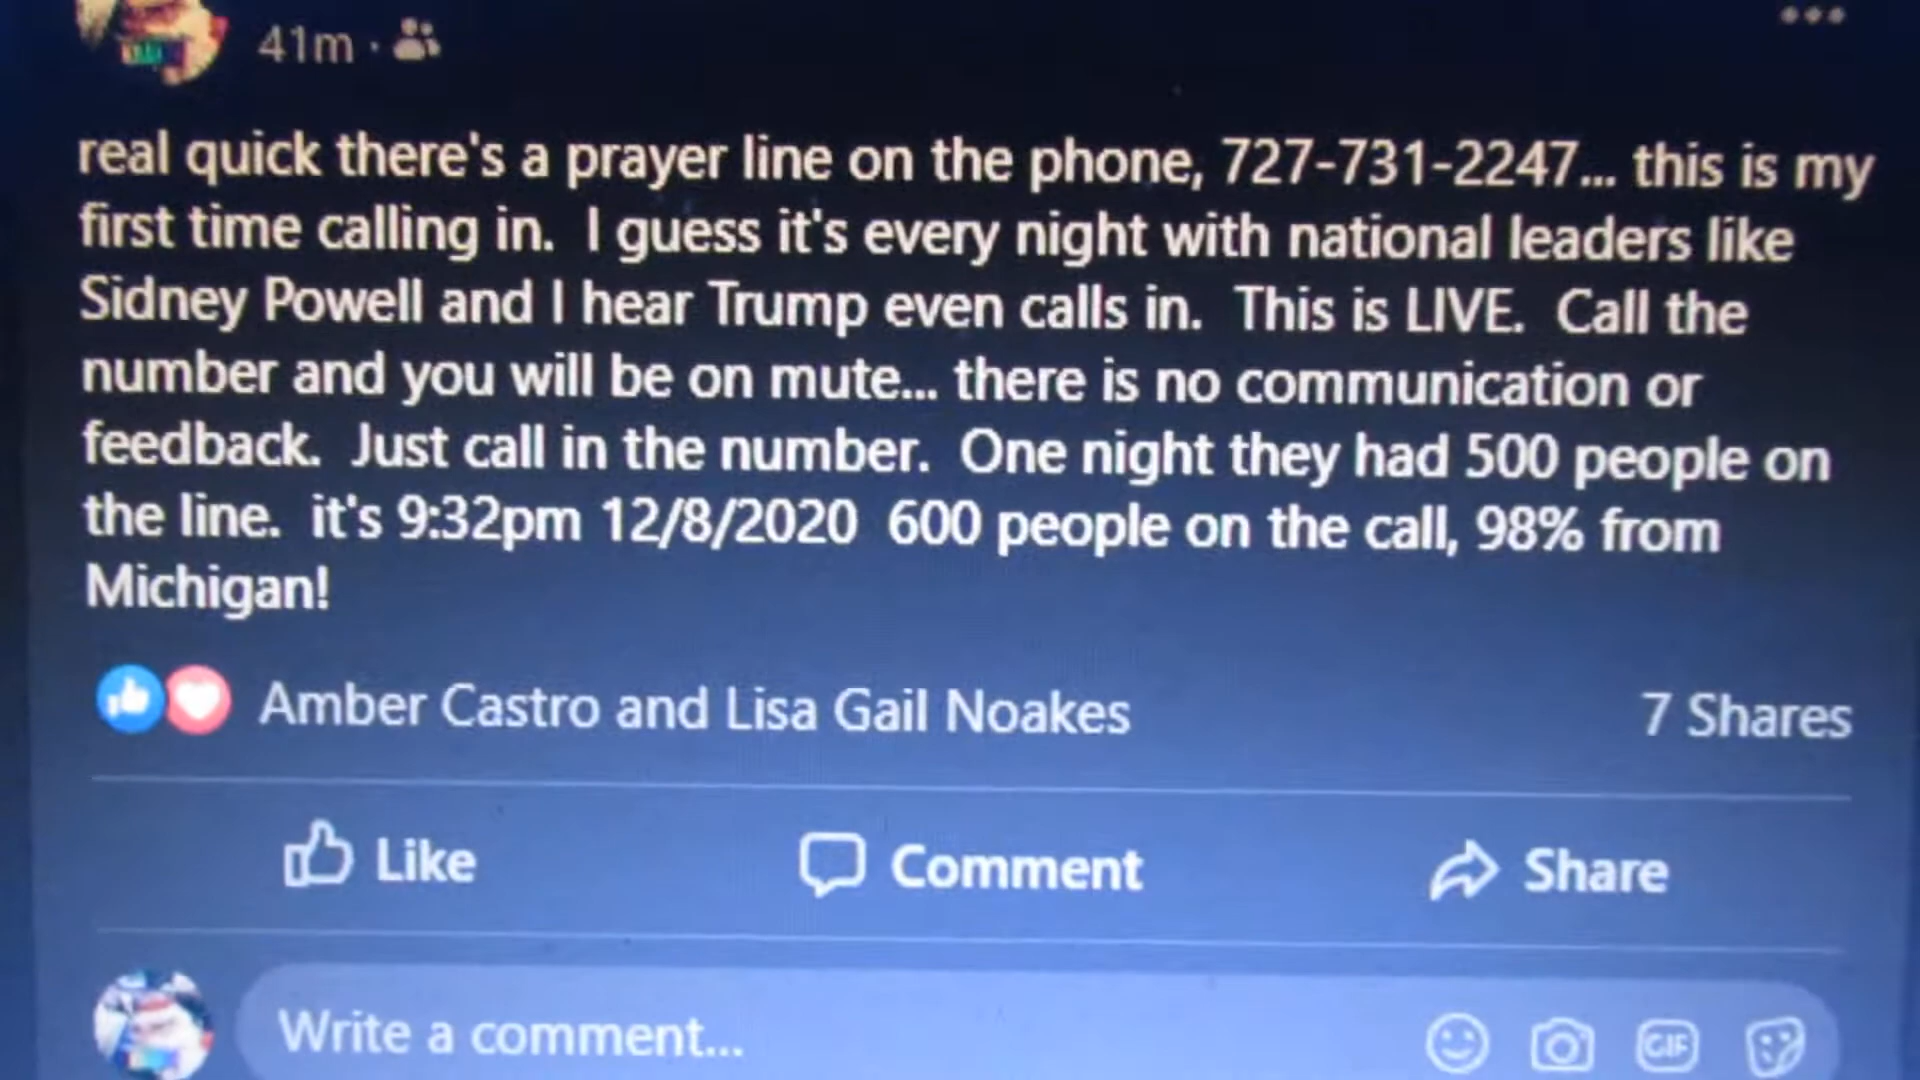 41m ·
real quick there's a prayer line on the phone, 727-731-2247... this is my
first time calling in.  I guess it's every night with national leaders like
Sidney Powell and I hear Trump even calls in.  This is LIVE.  Call the
number and you will be on mute... there is no communication or
feedback.  Just call in the number.  One night they had 500 people on
the line.  it's 9:32pm 12/8/2020  600 people on the call, 98% from
Michigan!
Amber Castro and Lisa Gail Noakes 7 Shares
Like Comment Share
Write a comment... GIF